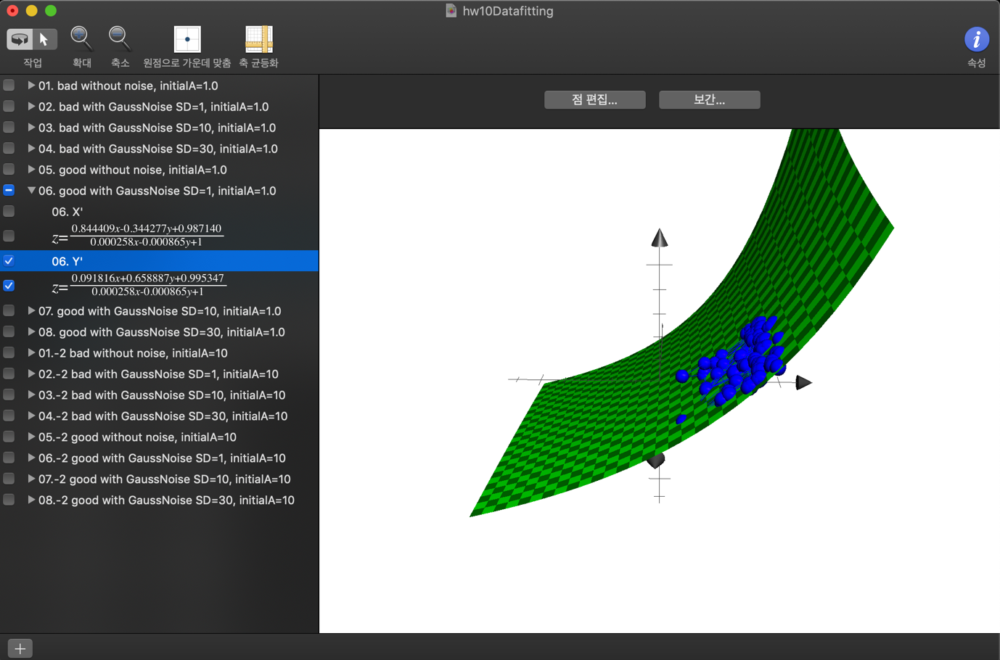 hw10Datafitting
작업
확대
축소
원점으로 가운데 맞춤
축 균등화
속성
점 편집...
보간...
01. bad without noise, initialA=1.0
02. bad with GaussNoise SD=1, initialA=1.0
03. bad with GaussNoise SD=10, initialA=1.0
04. bad with GaussNoise SD=30, initialA=1.0
05. good without noise, initialA=1.0
06. good with GaussNoise SD=1, initialA=1.0
06. X'
z= 0.844409x-0.344277y+0.987140
0.000258x-0.000865y+1
06. Y'
z= 0.091816x+0.658887y+0.995347
0.000258x-0.000865y+1
07. good with GaussNoise SD=10, initialA=1.0
08. good with GaussNoise SD=30, initialA=1.0
01.-2 bad without noise, initialA=10
02.-2 bad with GaussNoise SD=1, initialA=10
03.-2 bad with GaussNoise SD=10, initialA=10
04.-2 bad with GaussNoise SD=30, initialA=10
05.-2 good without noise, initialA=10
06.-2 good with GaussNoise SD=1, initialA=10
07.-2 good with GaussNoise SD=10, initialA=10
08.-2 good with GaussNoise SD=30, initialA=10